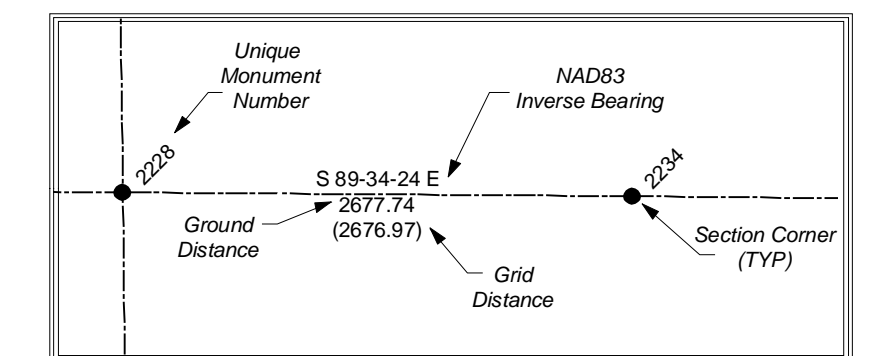 Unique
Monument
Number
NAD83
Inverse Bearing
2228
2234
S 89-34-24 E
2677.74
(2676.97)
Ground
Distance
Section Corner
(TYP)
Grid
Distance